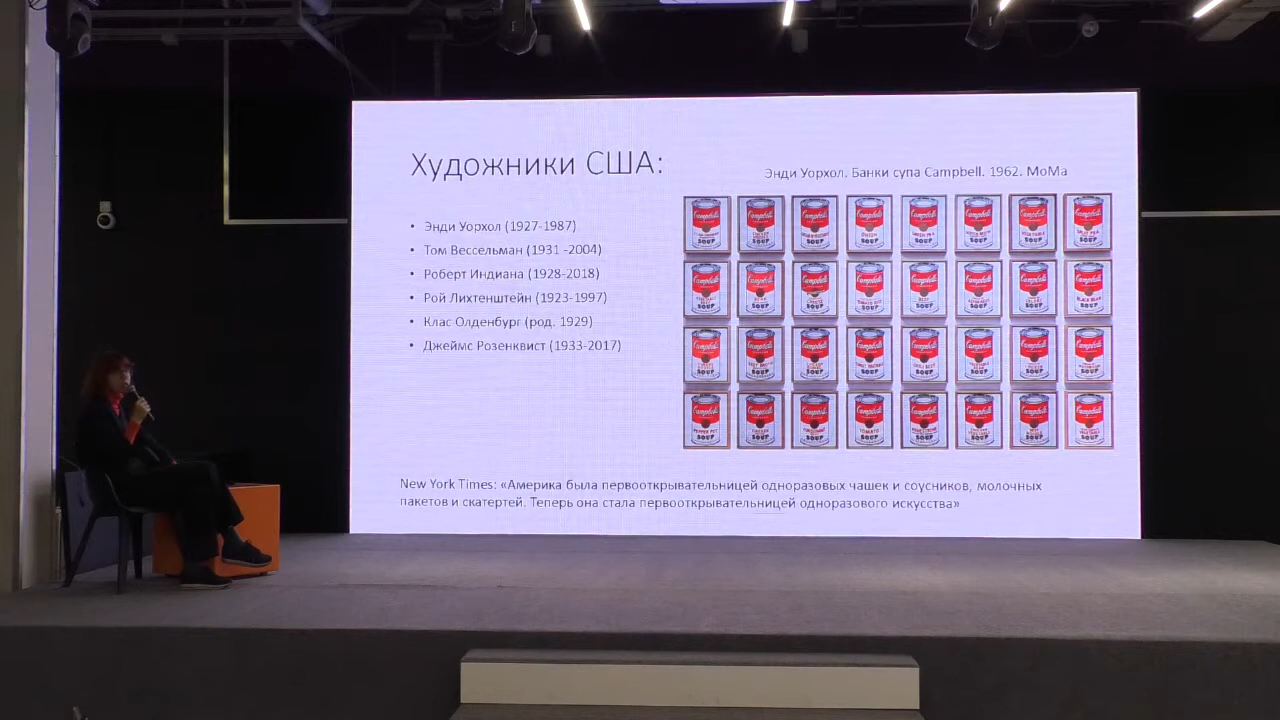 Художники США:
Энди Уорхол. Банки супа Campbell. 1962. MoMa
• Энди Уорхол (1927-1987)
• Том Вессельман (1931 -2004)
• Роберт Индиана (1928-2018)
• Рой Лихтенштейн (1923-1997)
• Клас Олденбург (род. 1929)
• Джеймс Розенквист (1933-2017)
New York Times: «Америка была первооткрывательницей одноразовых чашек и соусников, молочных
пакетов и скатертей. Теперь она стала первооткрывательницей одноразового искусства»